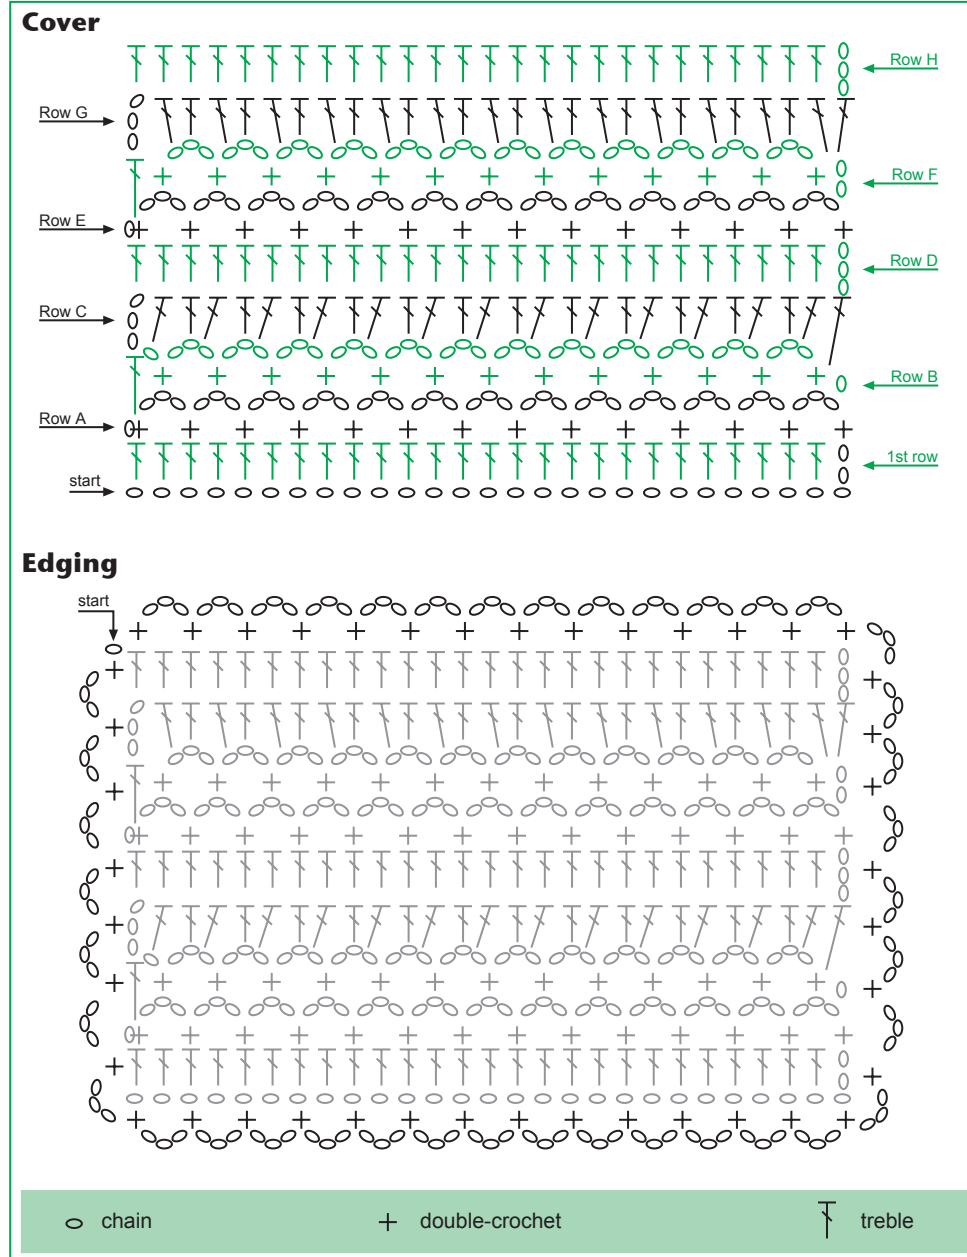 Cover
Row H
Row G
Row F
Row E
Row D
Row C
Row B
Row A
1st row
start
Edging
start
chain
double-crochet
treble